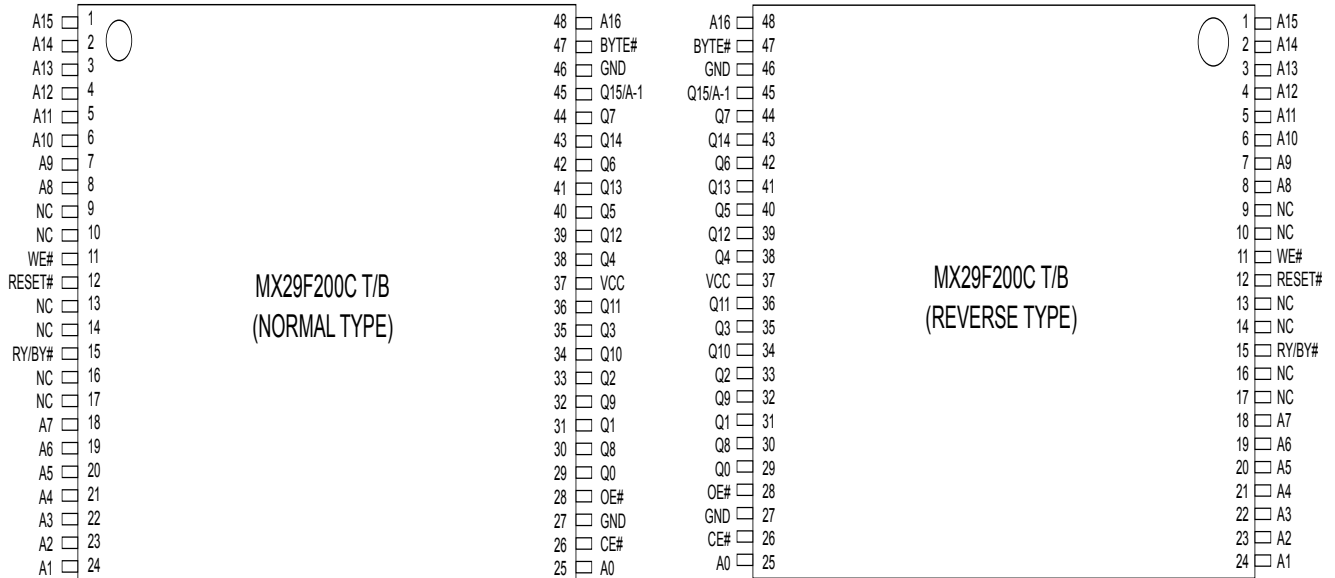 A15 1 48 A16 A16 48 1 A15
A14 2 47 BYTE# BYTE# 47 2 A14
A13 3 46 GND GND 46 3 A13
A12 4 45 Q15/A-1 Q15/A-1 45 4 A12
A11 5 44 Q7 Q7 44 5 A11
A10 6 43 Q14 Q14 43 6 A10
A9 7 42 Q6 Q6 42 7 A9
A8 8 41 Q13 Q13 41 8 A8
NC 9 40 Q5 Q5 40 9 NC
NC 10 39 Q12 Q12 39 10 NC
WE# 11 38 Q4 Q4 38 11 WE#
RESET# 12 37 VCC VCC 37 12 RESET#
MX29F200C T/B MX29F200C T/B
NC 13 36 Q11 Q11 36 13 NC
(NORMAL TYPE) (REVERSE TYPE)
NC 14 35 Q3 Q3 35 14 NC
RY/BY# 15 34 Q10 Q10 34 15 RY/BY#
NC 16 33 Q2 Q2 33 16 NC
NC 17 32 Q9 Q9 32 17 NC
A7 18 31 Q1 Q1 31 18 A7
A6 19 30 Q8 Q8 30 19 A6
A5 20 29 Q0 Q0 29 20 A5
A4 21 28 OE# OE# 28 21 A4
A3 22 27 GND GND 27 22 A3
A2 23 26 CE# CE# 26 23 A2
A1 24 25 A0 A0 25 24 A1